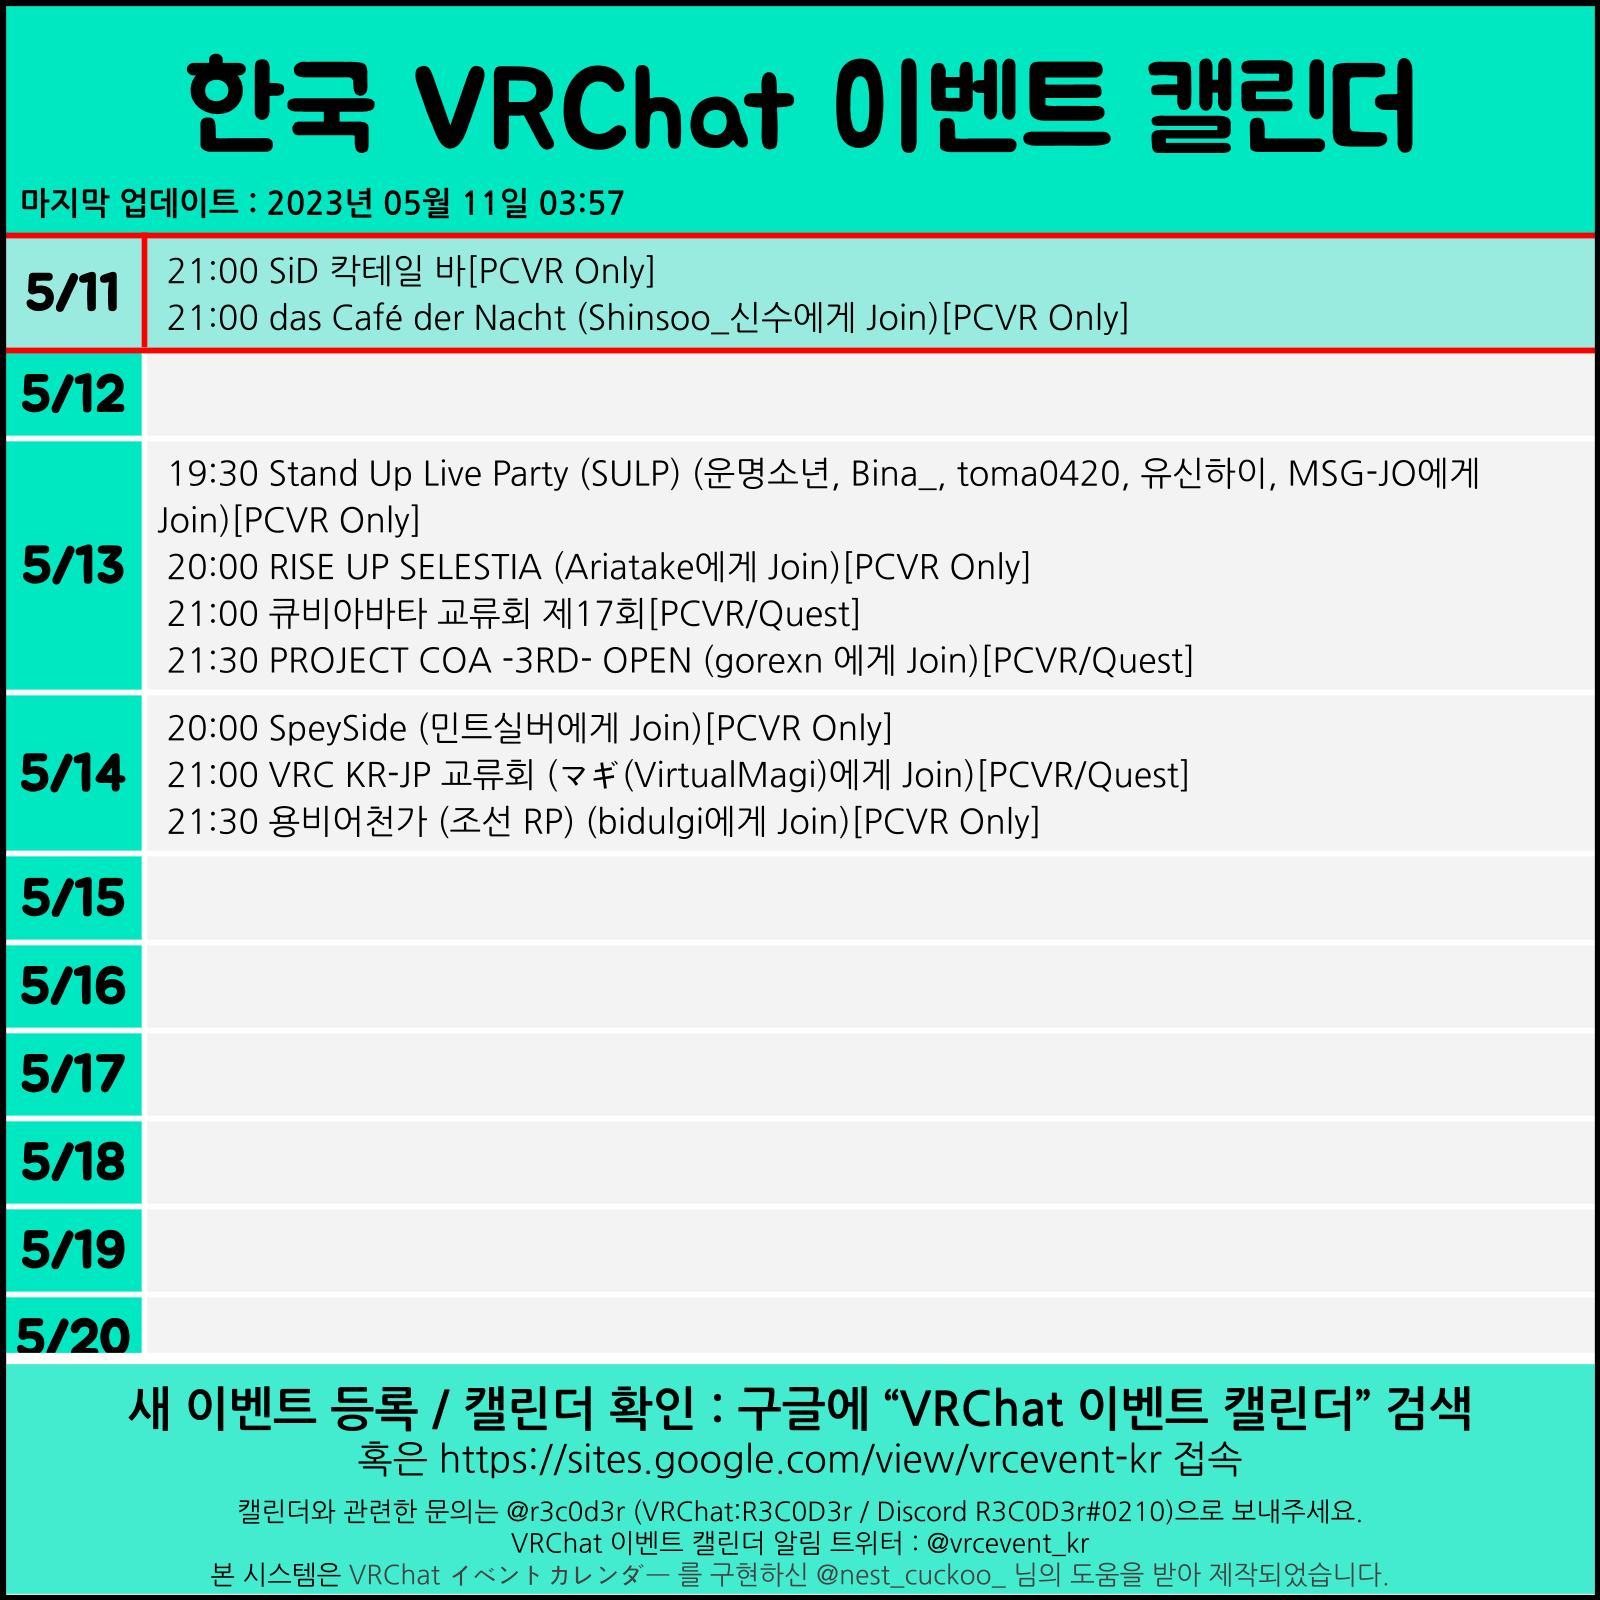 한국 VRChat 이벤트 캘린더
마지막 업데이트 : 2023년 05월 11일 03:57
5/11
21:00 SiD 칵테일 바[PCVR Only]
21:00 das Café der Nacht (Shinsoo_신수에게 Join)[PCVR Only]
5/12
5/13
19:30 Stand Up Live Party (SULP) (운명소년, Bina_, toma0420, 유신하이, MSG-JO에게
Join)[PCVR Only]
20:00 RISE UP SELESTIA (Ariatake에게 Join)[PCVR Only]
21:00 큐비아바타 교류회 제17회[PCVR/Quest]
21:30 PROJECT COA -3RD- OPEN (gorexn 에게 Join)[PCVR/Quest]
5/14
20:00 SpeySide (민트실버에게 Join)[PCVR Only]
21:00 VRC KR-JP 교류회 (マギ(VirtualMagi)에게 Join)[PCVR/Quest]
21:30 용비어천가 (조선 RP) (bidulgi에게 Join)[PCVR Only]
5/15
5/16
5/17
5/18
5/19
5/20
새 이벤트 등록 / 캘린더 확인 : 구글에 “VRChat 이벤트 캘린더” 검색
혹은 https://sites.google.com/view/vrcevent-kr 접속
캘린더와 관련한 문의는 @r3c0d3r (VRChat:R3C0D3r / Discord R3C0D3r#0210)으로 보내주세요.
VRChat 이벤트 캘린더 알림 트위터 : @vrcevent_kr
본 시스템은 VRChat イベントカレンダー 를 구현하신 @nest_cuckoo_ 님의 도움을 받아 제작되었습니다.